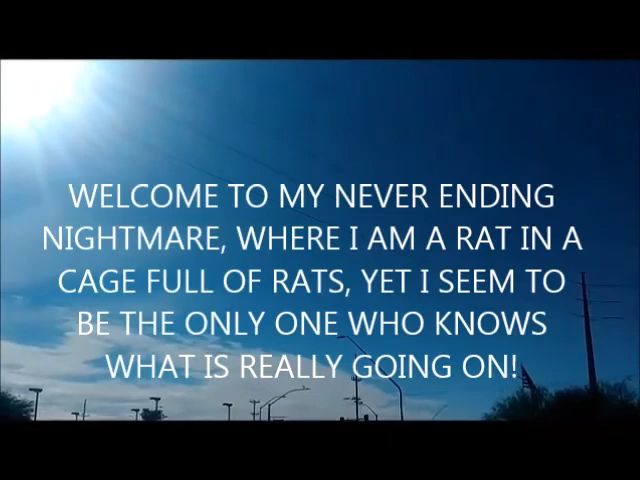 WELCOME TO MY NEVER ENDING
NIGHTMARE, WHERE I AM A RAT IN A
CAGE FULL OF RATS, YET I SEEM TO
BE THE ONLY ONE WHO KNOWS
WHAT IS REALLY GOING ON!